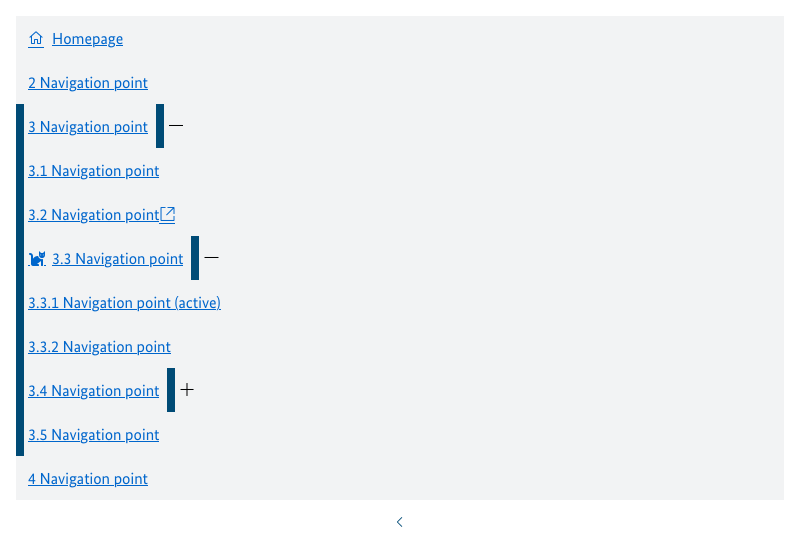 Homepage
2 Navigation point
3 Navigation point
3.1 Navigation point
3.2 Navigation point
3.3 Navigation point
3.3.1 Navigation point (active)
3.3.2 Navigation point
3.4 Navigation point
3.5 Navigation point
4 Navigation point